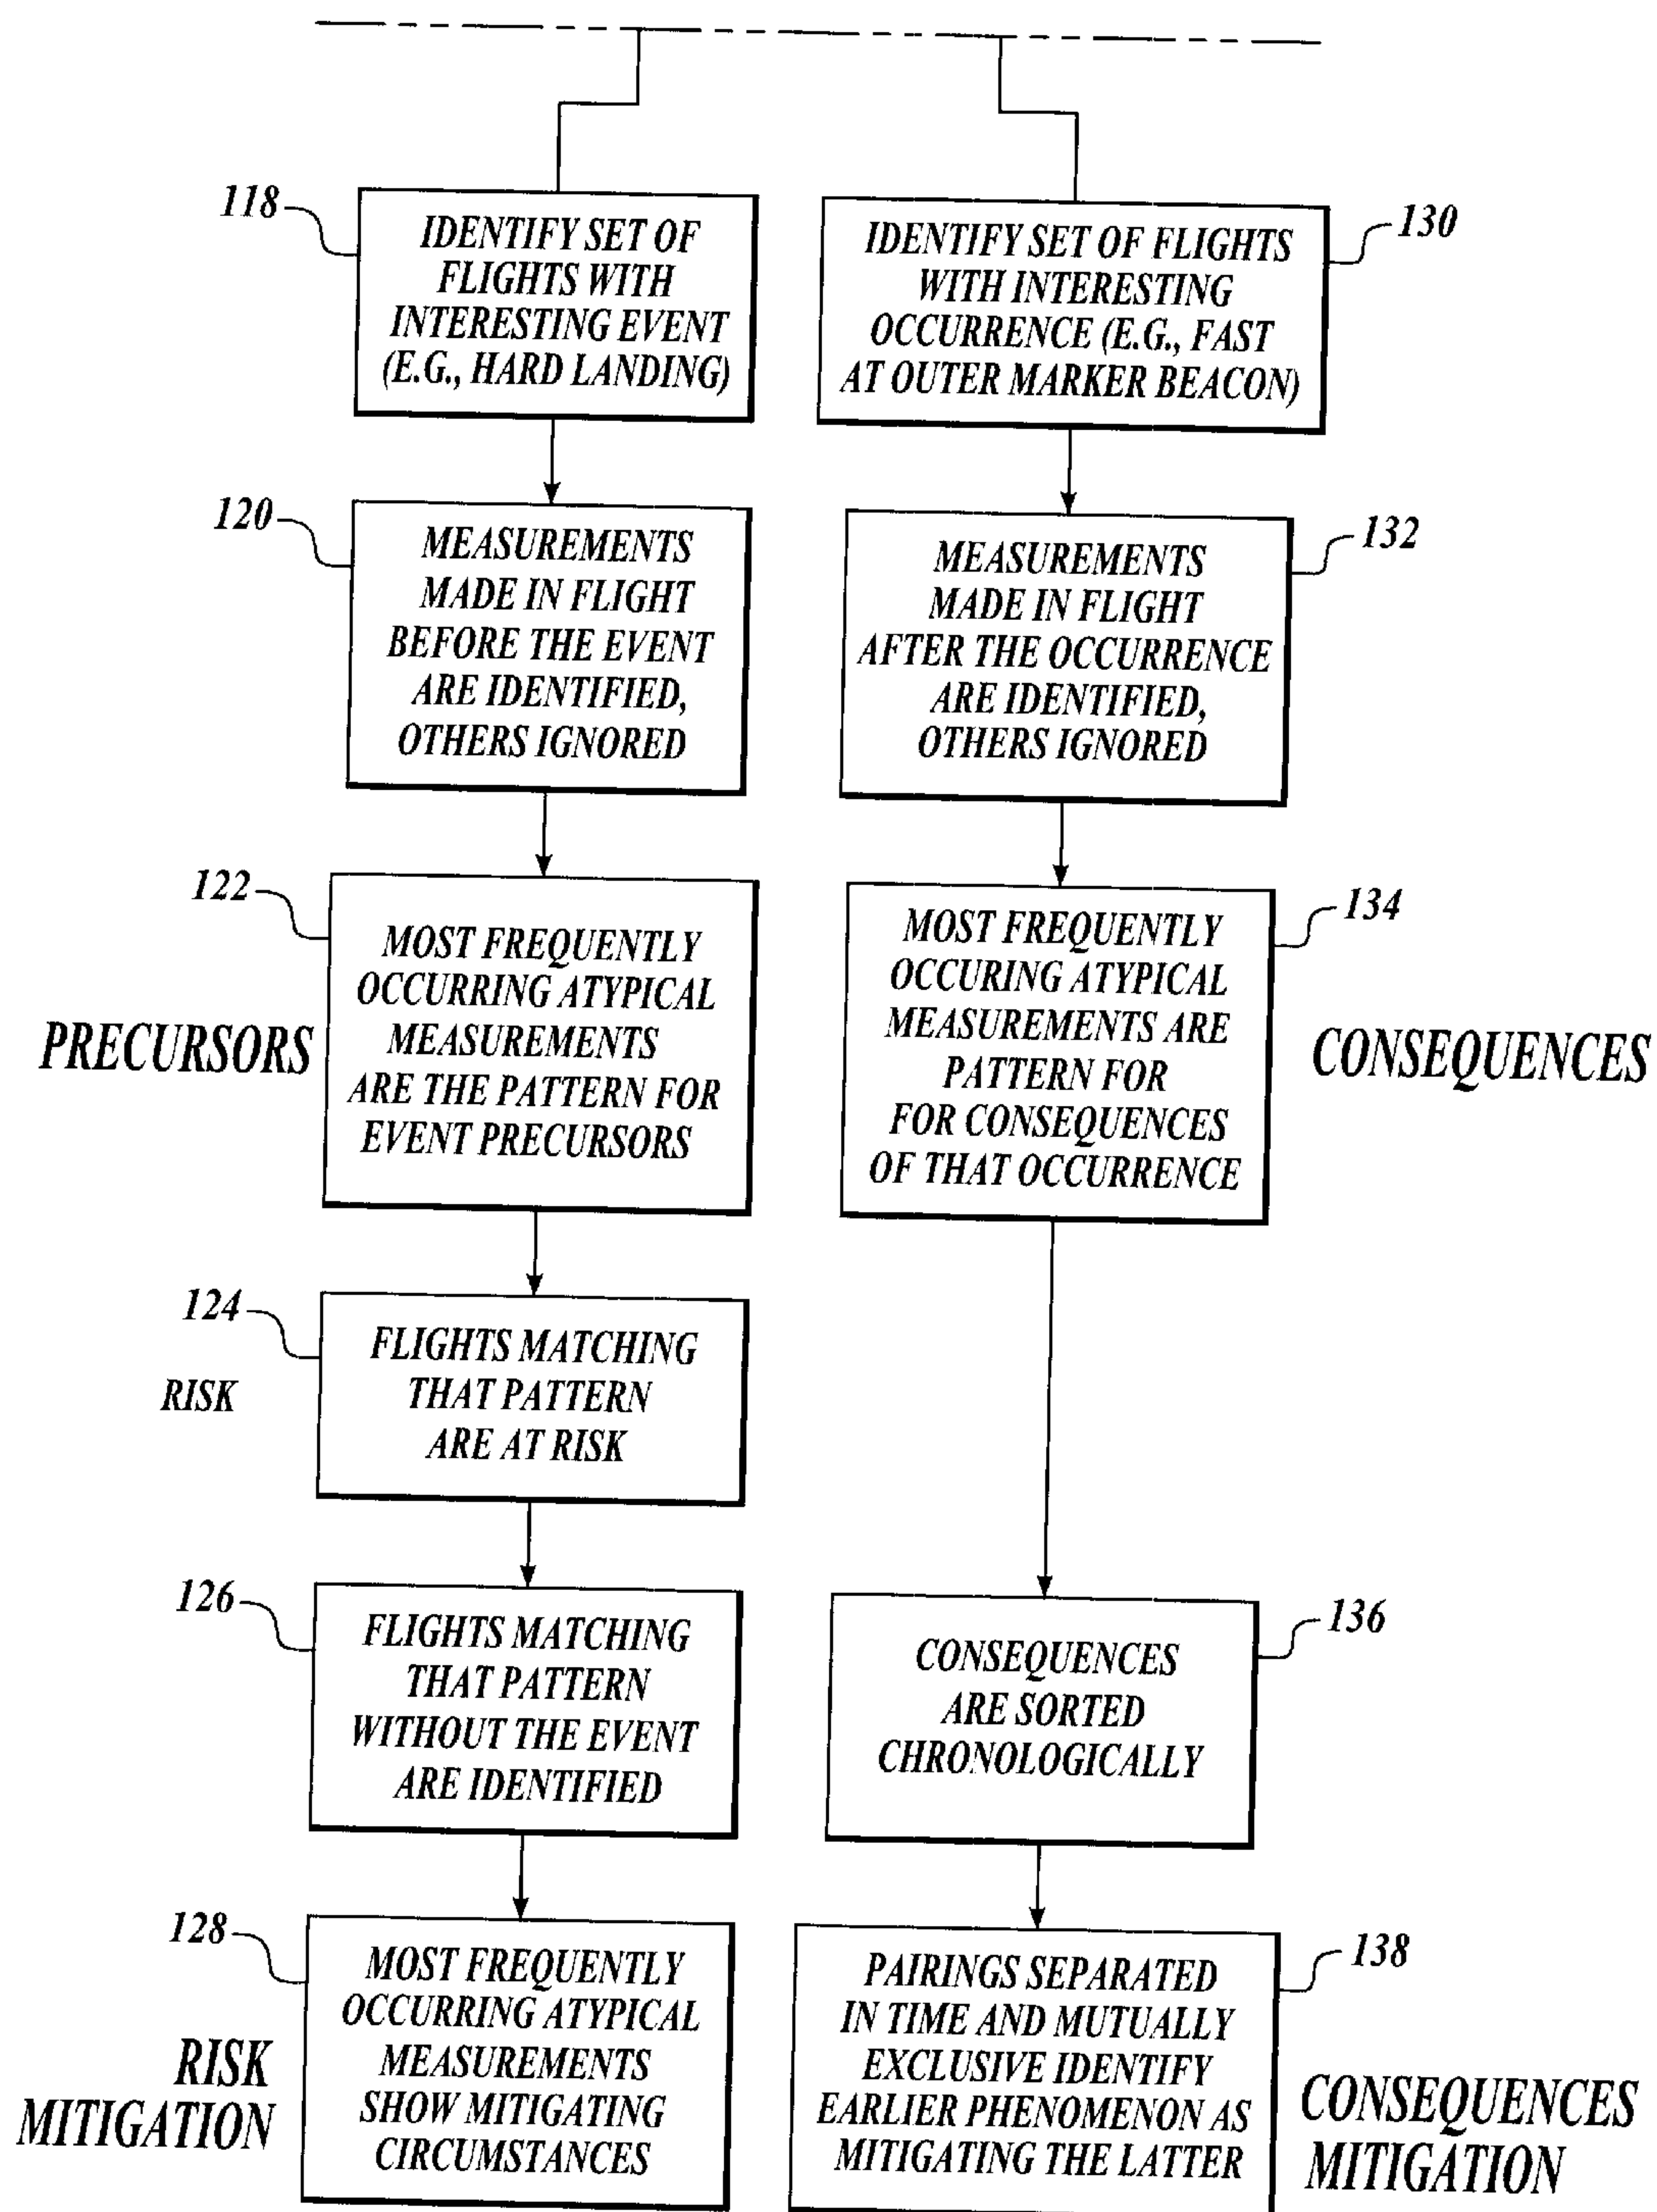 118
IDENTIFY SET OF
FLIGHTS WITH
INTERESTING EVENT
(E.G., HARD LANDING)
120
MEASUREMENTS
MADE IN FLIGHT
BEFORE THE EVENT
ARE IDENTIFIED,
OTHERS IGNORED
122
PRECURSORS
MOST FREQUENTLY
OCCURRING ATYPICAL
MEASUREMENTS
ARE THE PATTERN FOR
EVENT PRECURSORS
124
RISK
FLIGHTS MATCHING
THAT PATTERN
ARE AT RISK
126
FLIGHTS MATCHING
THAT PATTERN
WITHOUT THE EVENT
ARE IDENTIFIED
128
RISK
MITIGATION
MOST FREQUENTLY
OCCURRING ATYPICAL
MEASUREMENTS
SHOW MITIGATING
CIRCUMSTANCES
130
IDENTIFY SET OF FLIGHTS
WITH INTERESTING
OCCURRENCE (E.G., FAST
AT OUTER MARKER BEACON)
132
MEASUREMENTS
MADE IN FLIGHT
AFTER THE OCCURRENCE
ARE IDENTIFIED,
OTHERS IGNORED
134
MOST FREQUENTLY
OCCURING ATYPICAL
MEASUREMENTS ARE
PATTERN FOR
FOR CONSEQUENCES
OF THAT OCCURRENCE
CONSEQUENCES
136
CONSEQUENCES
ARE SORTED
CHRONOLOGICALLY
138
PAIRINGS SEPARATED
IN TIME AND MUTUALLY
EXCLUSIVE IDENTIFY
EARLIER PHENOMENON AS
MITIGATING THE LATTER
CONSEQUENCES
MITIGATION